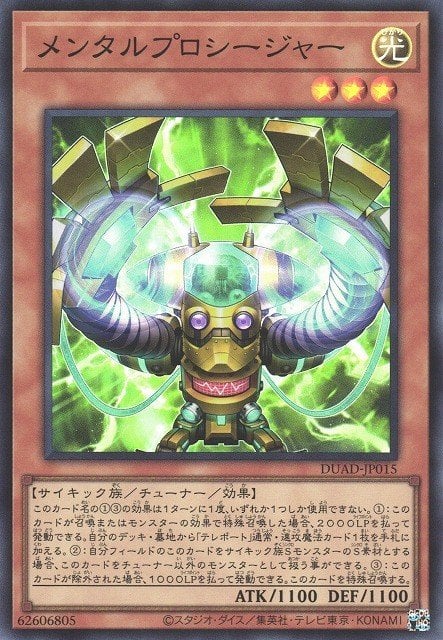 メンタルプロシージャー
光
DUAD-JP015
【サイキック族/チューナー/効果】
このカード名の①③の効果は1ターンに1度、いずれか1つしか使用できない。①:この
カードが召喚またはモンスターの効果で特殊召喚した場合、2000LPを払って
発動できる。自分のデッキ・墓地から「テレポート」通常・速攻魔法カード1枚を手札に
加える。②:自分フィールドのこのカードをサイキック族SモンスターのS素材とする
場合、このカードをチューナー以外のモンスターとして扱う事ができる。③:この
カードが除外された場合、1000LPを払って発動できる。このカードを特殊召喚する。
ATK/1100 DEF/1100
62606805
©スタジオ・ダイス/集英社・テレビ東京・KONAMI